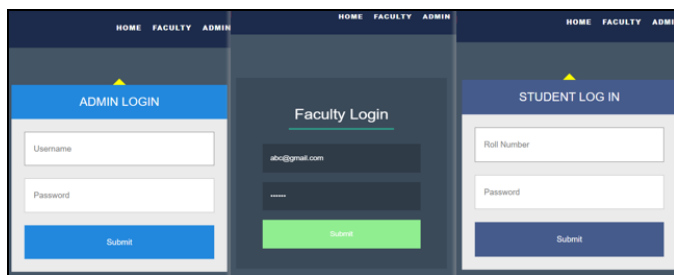 HOME FACULTY ADMIN
ADMIN LOGIN
Username
Password
Submit
HOME FACULTY ADMIN
Faculty Login
abc@gmail.com
••••••
Submit
HOME FACULTY ADMI
STUDENT LOG IN
Roll Number
Password
Submit